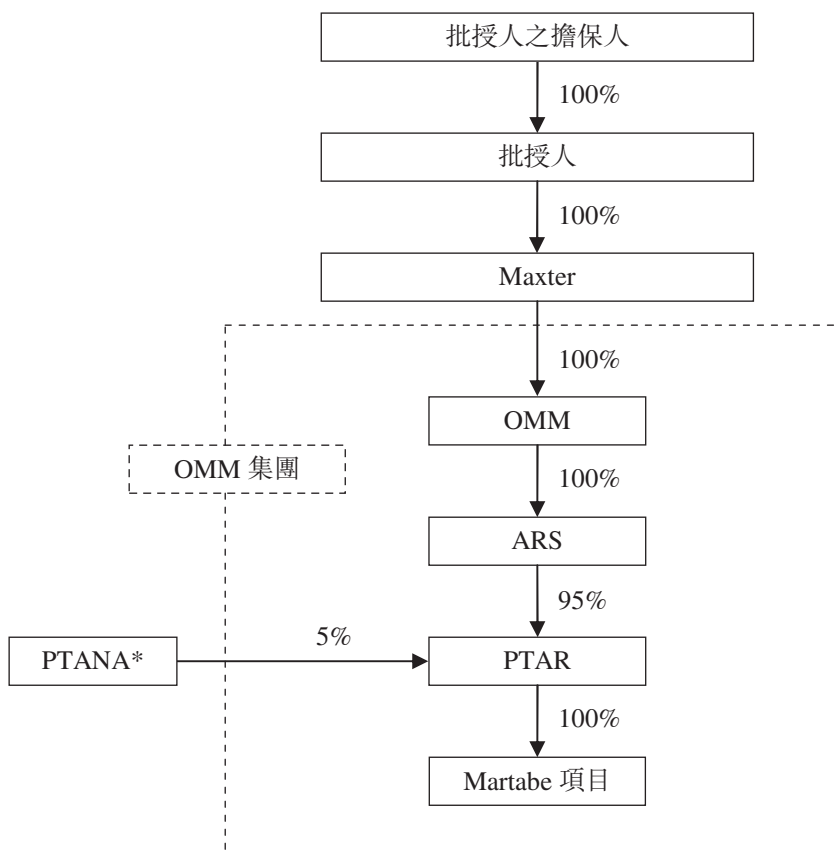 批授人之擔保人
100%
批授人
100%
Maxter
100%
OMM
OMM 集團
100%
ARS
95%
PTANA*
5%
PTAR
100%
Martabe 項目